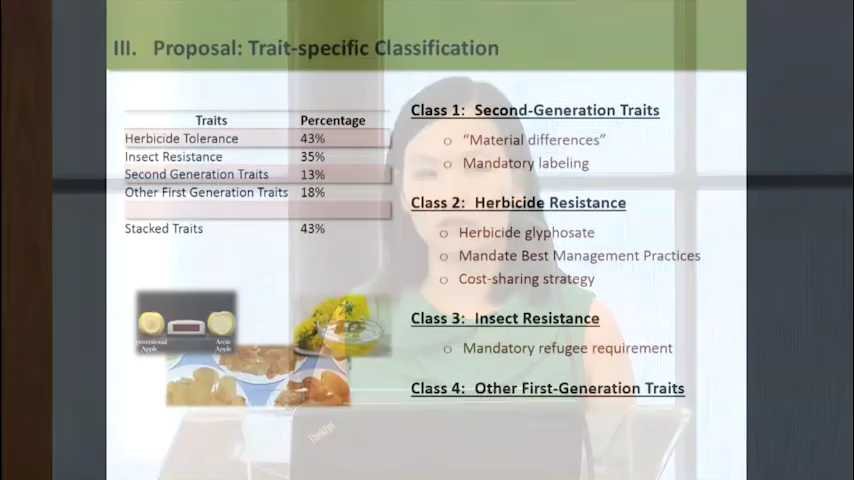 III. Proposal: Trait-specific Classification
Traits Percentage
Herbicide Tolerance 43%
Insect Resistance 35%
Second Generation Traits 13%
Other First Generation Traits 18%
Stacked Traits 43%
Conventional Apple
Arctic Apple
Class 1: Second-Generation Traits
o "Material differences"
o Mandatory labeling
Class 2: Herbicide Resistance
o Herbicide glyphosate
o Mandate Best Management Practices
o Cost-sharing strategy
Class 3: Insect Resistance
o Mandatory refugee requirement
Class 4: Other First-Generation Traits
ThinkPad